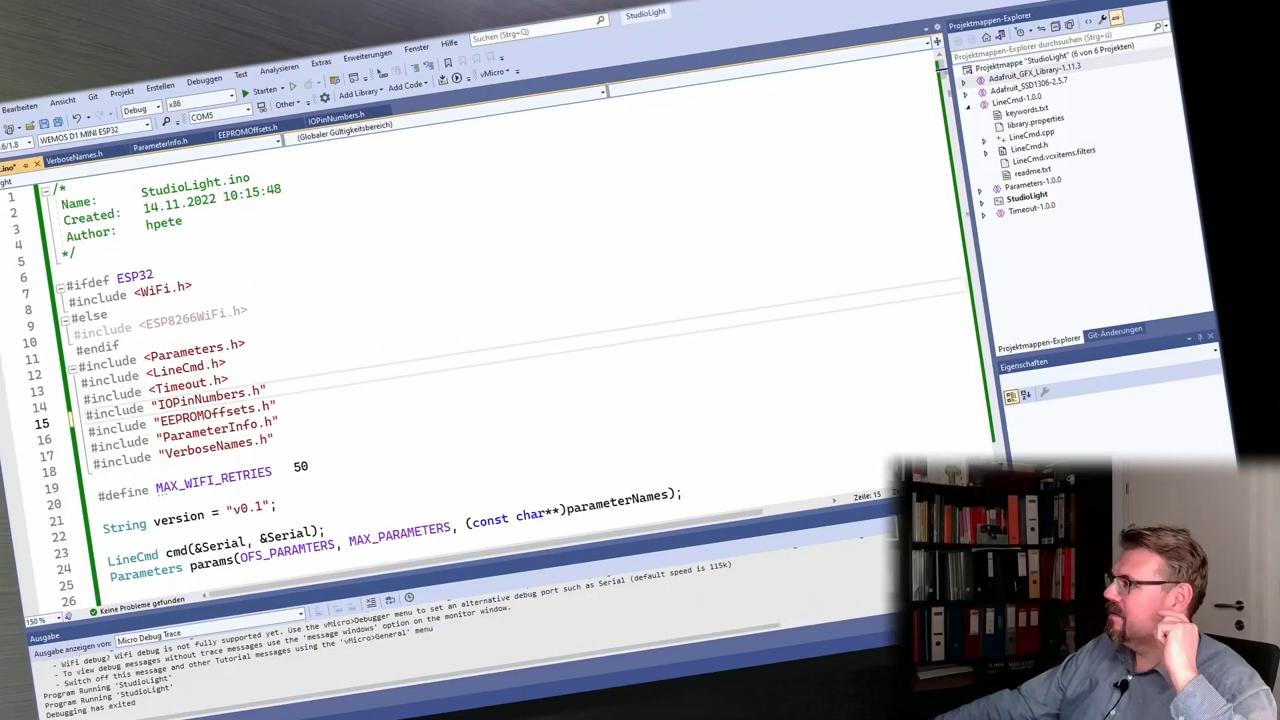 Suchen (Strg+Q)
StudioLight
Ansicht Git Projekt Erstellen Debuggen Test Analysieren Extras Erweiterungen Fenster Hilfe
Debug x86 Starten Add Library Add Code vMicro
WEMOS D1 MINI ESP32 COM5 Other
.ino* VerboseNames.h ParameterInfo.h EEPROMOffsets.h IOPinNumbers.h
(Globaler Gültigkeitsbereich)
1 /*
2 Name: StudioLight.ino
3 Created: 14.11.2022 10:15:48
4 Author: hpete
5 */
6
7 #ifdef ESP32
8 #include <WiFi.h>
9 #else
10 #include <ESP8266WiFi.h>
11 #endif
12 #include <Parameters.h>
13 #include <LineCmd.h>
14 #include <Timeout.h>
15 #include "IOPinNumbers.h"
16 #include "EEPROMOffsets.h"
17 #include "ParameterInfo.h"
18 #include "VerboseNames.h"
19
20 #define MAX_WIFI_RETRIES 50
21
22 String version = "v0.1";
23
24 LineCmd cmd(&Serial, &Serial);
25 Parameters params(OFS_PARAMTERS, MAX_PARAMETERS, (const char**)parameterNames);
26
150 % Keine Probleme gefunden Zeile: 15
Ausgabe
Ausgabe anzeigen von: Micro Debug Trace
- WiFi debug? Wifi debug is not fully supported yet. Use the vMicro>Debugger menu to set an alternative debug port such as Serial (default speed is 115k)
- To view debug messages without trace messages use the 'message windows' option on the monitor window.
- Switch off this message and other Tutorial messages using the 'vMicro>General' menu
Program Running 'StudioLight'
Program Running 'StudioLight'
Debugging has exited
Projektmappen-Explorer
Projektmappen-Explorer durchsuchen (Strg+ü)
Projektmappe "StudioLight" (6 von 6 Projekten)
Adafruit_GFX_Library-1.11.3
Adafruit_SSD1306-2.5.7
LineCmd-1.0.0
keywords.txt
library.properties
LineCmd.cpp
LineCmd.h
LineCmd.vcxitems.filters
readme.txt
Parameters-1.0.0
StudioLight
Timeout-1.0.0
Projektmappen-Explorer Git-Änderungen
Eigenschaften